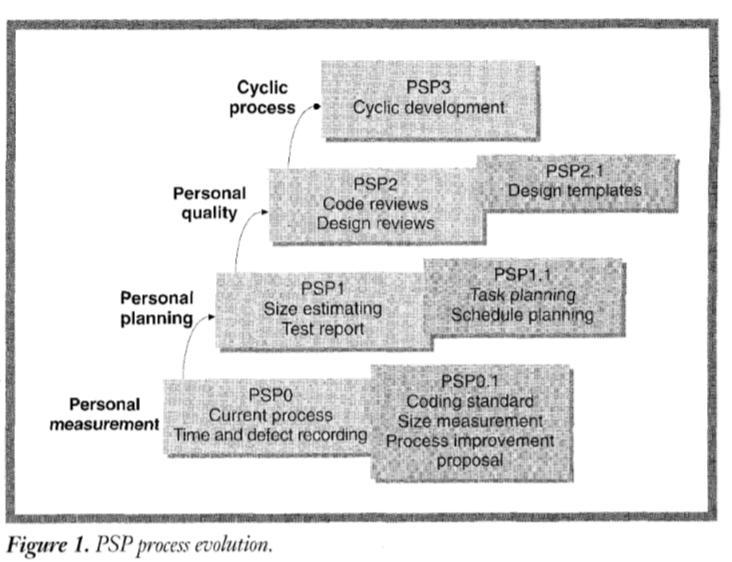 Cyclic
process
PSP3
Cyclic development
Personal
quality
PSP2
Code reviews
Design reviews
PSP2.1
Design templates
Personal
planning
PSP1
Size estimating
Test report
PSP1.1
Task planning
Schedule planning
Personal
measurement
PSP0
Current process
Time and defect recording
PSP0.1
Coding standard
Size measurement
Process improvement
proposal
Figure 1. PSP process evolution.